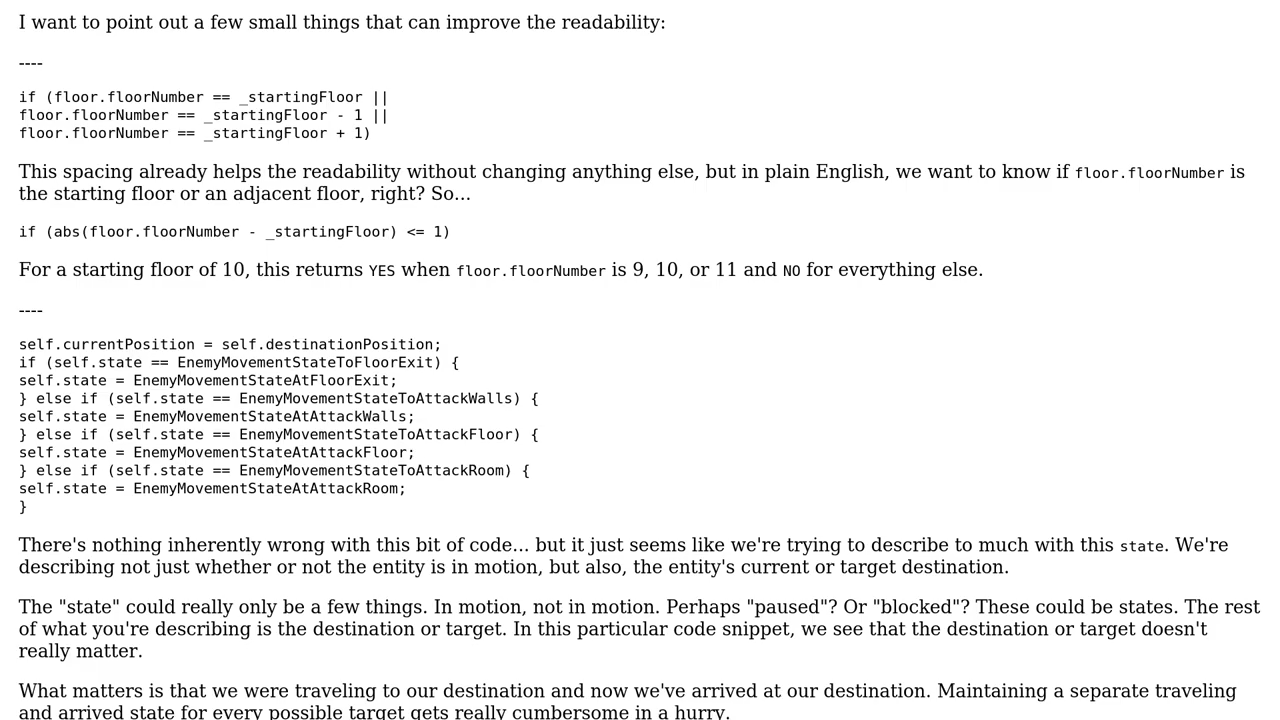 I want to point out a few small things that can improve the readability:
----
if (floor.floorNumber == _startingFloor ||
floor.floorNumber == _startingFloor - 1 ||
floor.floorNumber == _startingFloor + 1)
This spacing already helps the readability without changing anything else, but in plain English, we want to know if floor.floorNumber is
the starting floor or an adjacent floor, right? So...
if (abs(floor.floorNumber - _startingFloor) <= 1)
For a starting floor of 10, this returns YES when floor.floorNumber is 9, 10, or 11 and NO for everything else.
----
self.currentPosition = self.destinationPosition;
if (self.state == EnemyMovementStateToFloorExit) {
self.state = EnemyMovementStateAtFloorExit;
} else if (self.state == EnemyMovementStateToAttackWalls) {
self.state = EnemyMovementStateAtAttackWalls;
} else if (self.state == EnemyMovementStateToAttackFloor) {
self.state = EnemyMovementStateAtAttackFloor;
} else if (self.state == EnemyMovementStateToAttackRoom) {
self.state = EnemyMovementStateAtAttackRoom;
}
There's nothing inherently wrong with this bit of code... but it just seems like we're trying to describe to much with this state. We're
describing not just whether or not the entity is in motion, but also, the entity's current or target destination.
The "state" could really only be a few things. In motion, not in motion. Perhaps "paused"? Or "blocked"? These could be states. The rest
of what you're describing is the destination or target. In this particular code snippet, we see that the destination or target doesn't
really matter.
What matters is that we were traveling to our destination and now we've arrived at our destination. Maintaining a separate traveling
and arrived state for every possible target gets really cumbersome in a hurry.